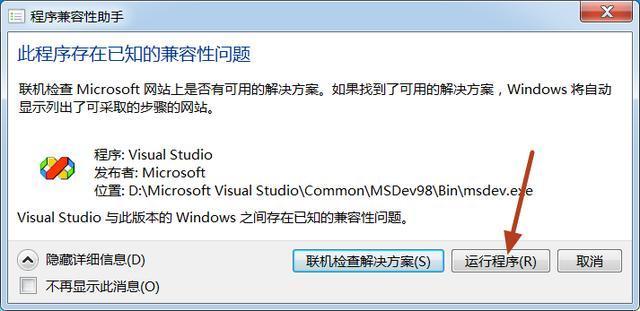 程序兼容性助手
此程序存在已知的兼容性问题
联机检查 Microsoft 网站上是否有可用的解决方案。如果找到了可用的解决方案，Windows 将自动
显示列出了可采取的步骤的网站。
程序: Visual Studio
发布者: Microsoft
位置: D:\Microsoft Visual Studio\Common\MSDev98\Bin\msdev.exe
Visual Studio 与此版本的 Windows 之间存在已知的兼容性问题。
隐藏详细信息(D)
联机检查解决方案(S)
运行程序(R)
取消
不再显示此消息(O)